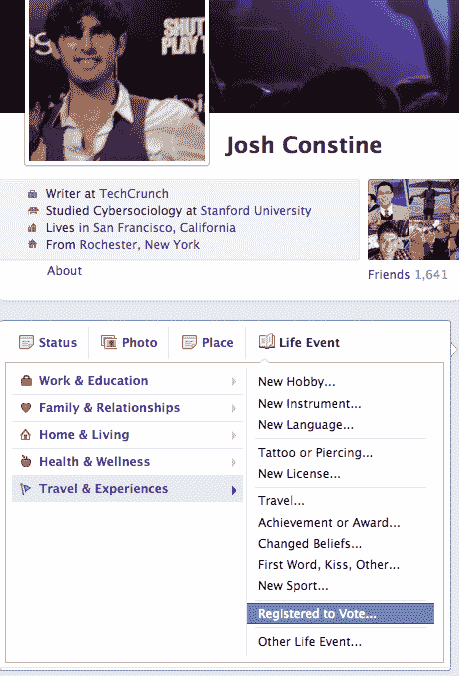 SHUT
PLAY
Josh Constine
Writer at TechCrunch
Studied Cybersociology at Stanford University
Lives in San Francisco, California
From Rochester, New York
About
Friends 1,641
Status
Photo
Place
Life Event
Work & Education
Family & Relationships
Home & Living
Health & Wellness
Travel & Experiences
New Hobby...
New Instrument...
New Language...
Tattoo or Piercing...
New License...
Travel...
Achievement or Award...
Changed Beliefs...
First Word, Kiss, Other...
New Sport...
Registered to Vote...
Other Life Event...